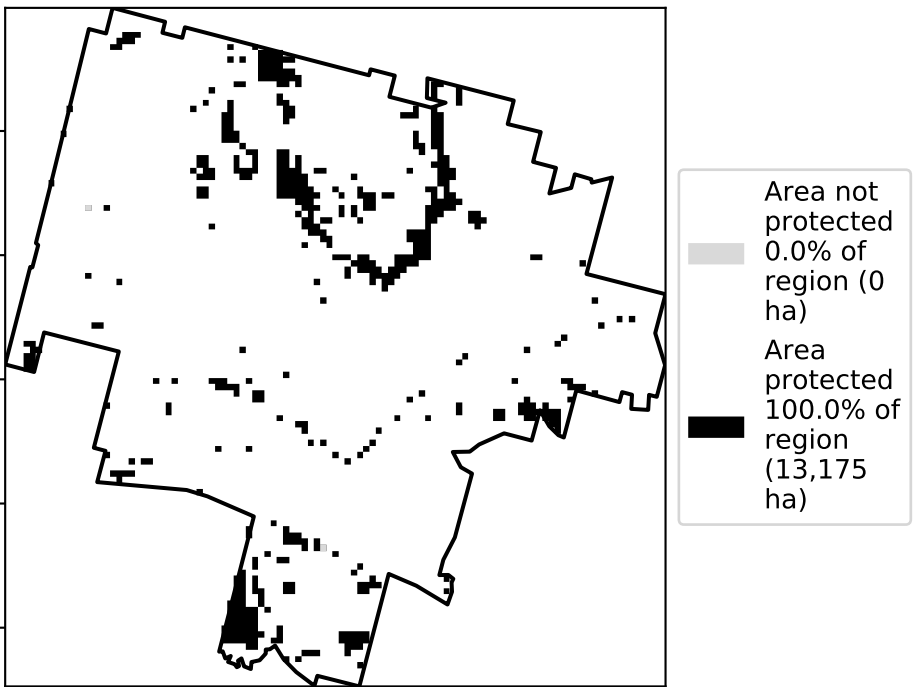 Area not
protected
0.0% of
region (0
ha)
Area
protected
100.0% of
region
(13,175
ha)